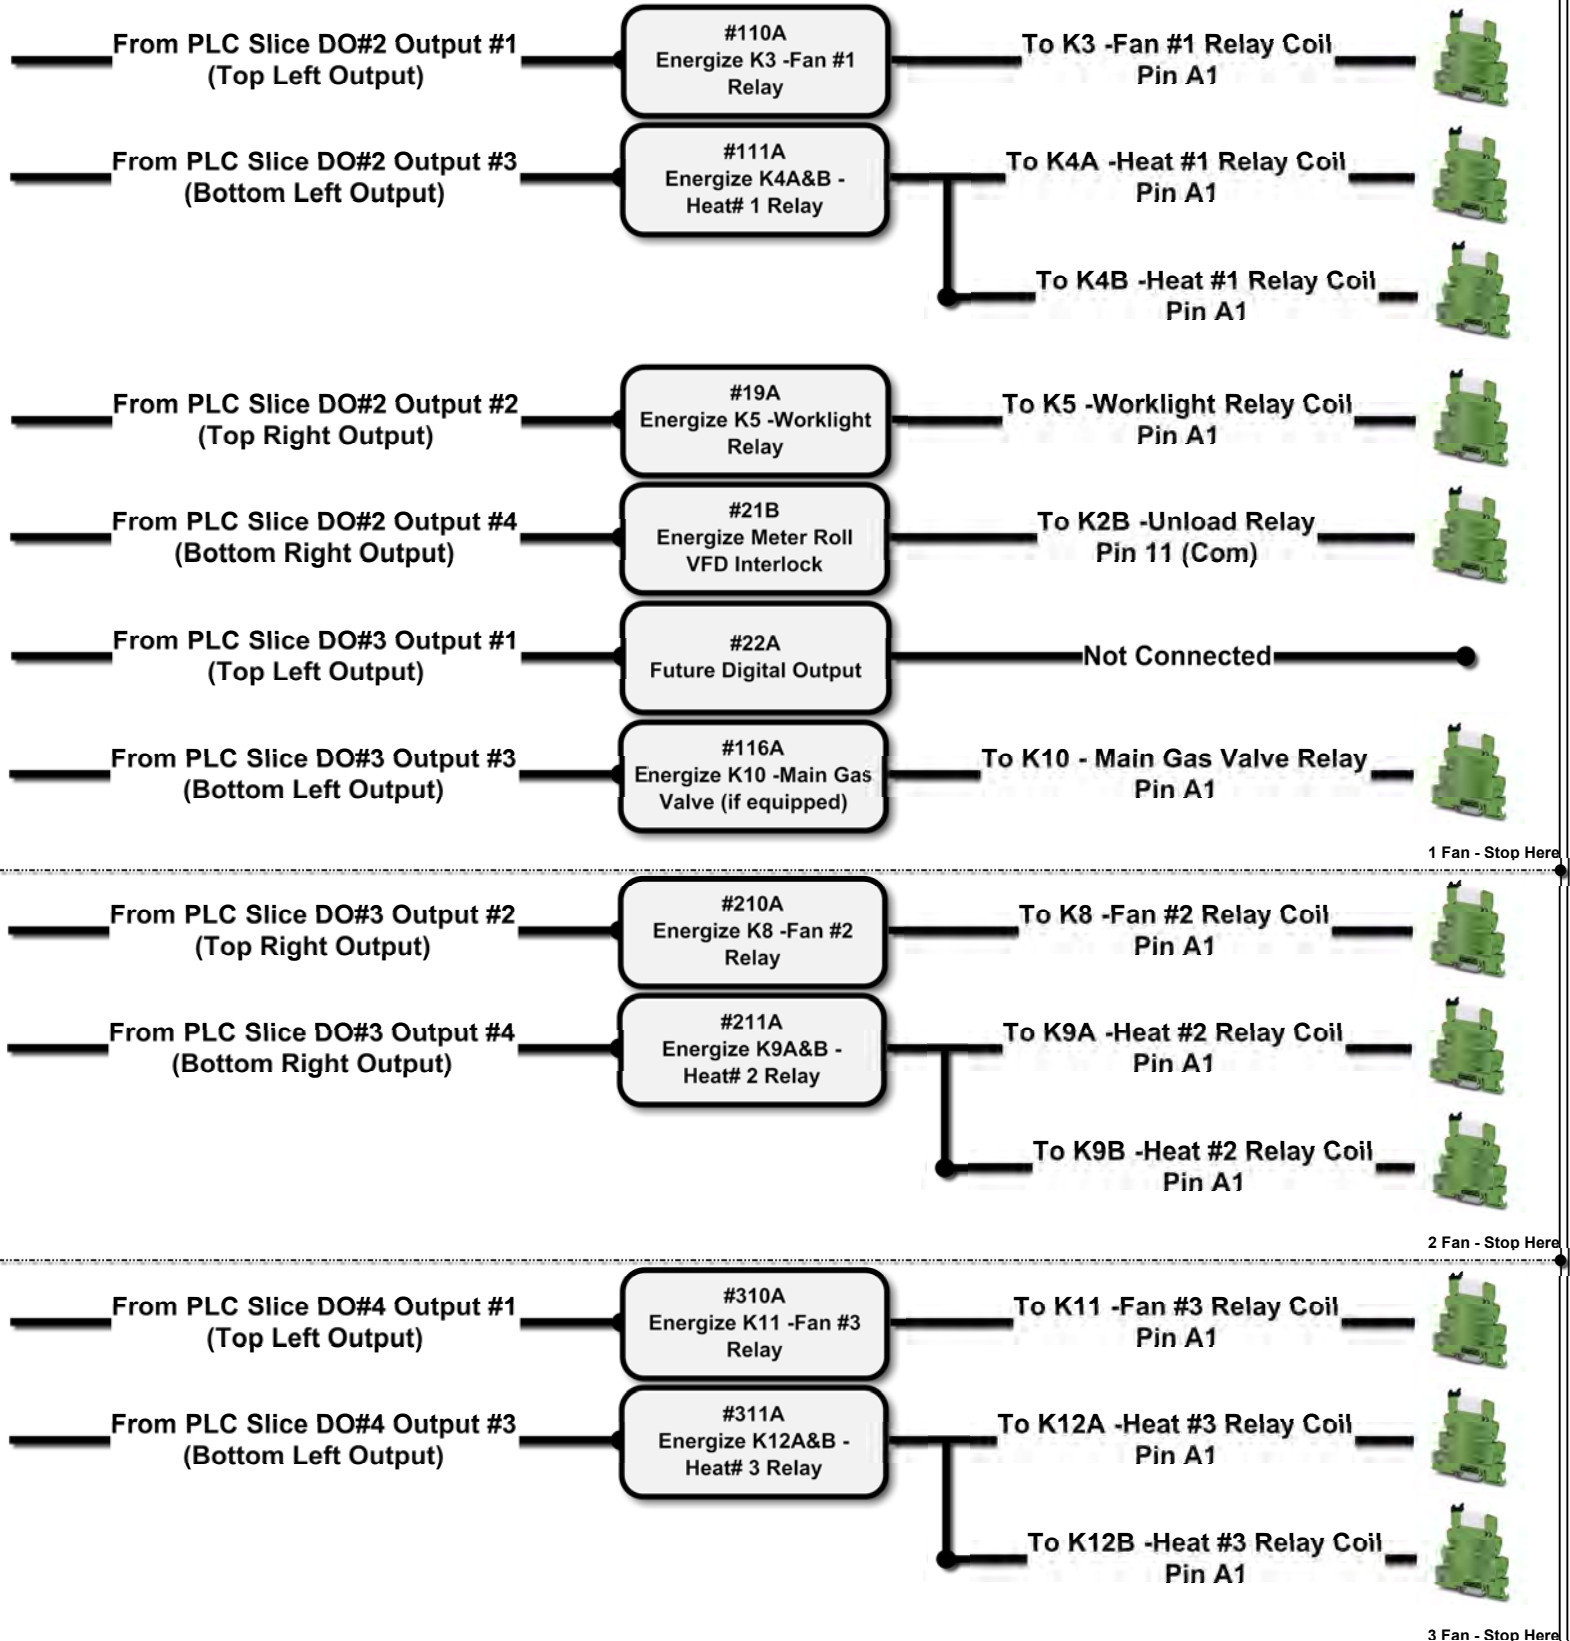 From PLC Slice DO#2 Output #1
(Top Left Output)
#110A
Energize K3 -Fan #1
Relay
To K3 -Fan #1 Relay Coil
Pin A1
From PLC Slice DO#2 Output #3
(Bottom Left Output)
#111A
Energize K4A&B -
Heat# 1 Relay
To K4A -Heat #1 Relay Coil
Pin A1
To K4B -Heat #1 Relay Coil
Pin A1
From PLC Slice DO#2 Output #2
(Top Right Output)
#19A
Energize K5 -Worklight
Relay
To K5 -Worklight Relay Coil
Pin A1
From PLC Slice DO#2 Output #4
(Bottom Right Output)
#21B
Energize Meter Roll
VFD Interlock
To K2B -Unload Relay
Pin 11 (Com)
From PLC Slice DO#3 Output #1
(Top Left Output)
#22A
Future Digital Output
Not Connected
From PLC Slice DO#3 Output #3
(Bottom Left Output)
#116A
Energize K10 -Main Gas
Valve (if equipped)
To K10 - Main Gas Valve Relay
Pin A1
1 Fan - Stop Here
From PLC Slice DO#3 Output #2
(Top Right Output)
#210A
Energize K8 -Fan #2
Relay
To K8 -Fan #2 Relay Coil
Pin A1
From PLC Slice DO#3 Output #4
(Bottom Right Output)
#211A
Energize K9A&B -
Heat# 2 Relay
To K9A -Heat #2 Relay Coil
Pin A1
To K9B -Heat #2 Relay Coil
Pin A1
2 Fan - Stop Here
From PLC Slice DO#4 Output #1
(Top Left Output)
#310A
Energize K11 -Fan #3
Relay
To K11 -Fan #3 Relay Coil
Pin A1
From PLC Slice DO#4 Output #3
(Bottom Left Output)
#311A
Energize K12A&B -
Heat# 3 Relay
To K12A -Heat #3 Relay Coil
Pin A1
To K12B -Heat #3 Relay Coil
Pin A1
3 Fan - Stop Here